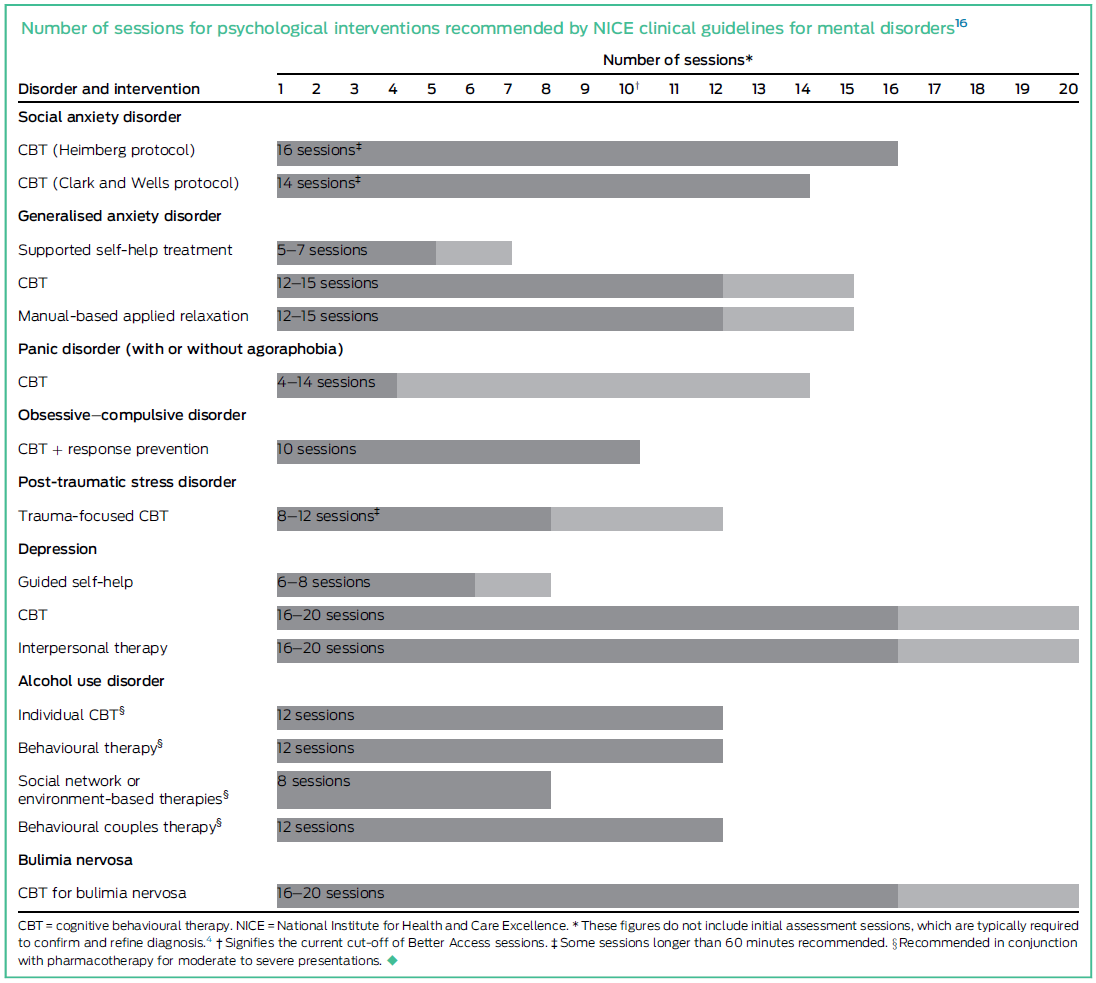 Number of sessions for psychological interventions recommended by NICE clinical guidelines for mental disorders16
Number of sessions*
Disorder and intervention 1 2 3 4 5 6 7 8 9 10† 11 12 13 14 15 16 17 18 19 20
Social anxiety disorder
CBT (Heimberg protocol) 16 sessions‡
CBT (Clark and Wells protocol) 14 sessions‡
Generalised anxiety disorder
Supported self-help treatment 5–7 sessions
CBT 12–15 sessions
Manual-based applied relaxation 12–15 sessions
Panic disorder (with or without agoraphobia)
CBT 4–14 sessions
Obsessive–compulsive disorder
CBT + response prevention 10 sessions
Post-traumatic stress disorder
Trauma-focused CBT 8–12 sessions‡
Depression
Guided self-help 6–8 sessions
CBT 16–20 sessions
Interpersonal therapy 16–20 sessions
Alcohol use disorder
Individual CBT§ 12 sessions
Behavioural therapy§ 12 sessions
Social network or 8 sessions
environment-based therapies§
Behavioural couples therapy§ 12 sessions
Bulimia nervosa
CBT for bulimia nervosa 16–20 sessions
CBT = cognitive behavioural therapy. NICE = National Institute for Health and Care Excellence. * These figures do not include initial assessment sessions, which are typically required
to confirm and refine diagnosis.4 † Signifies the current cut-off of Better Access sessions. ‡ Some sessions longer than 60 minutes recommended. § Recommended in conjunction
with pharmacotherapy for moderate to severe presentations. ◆